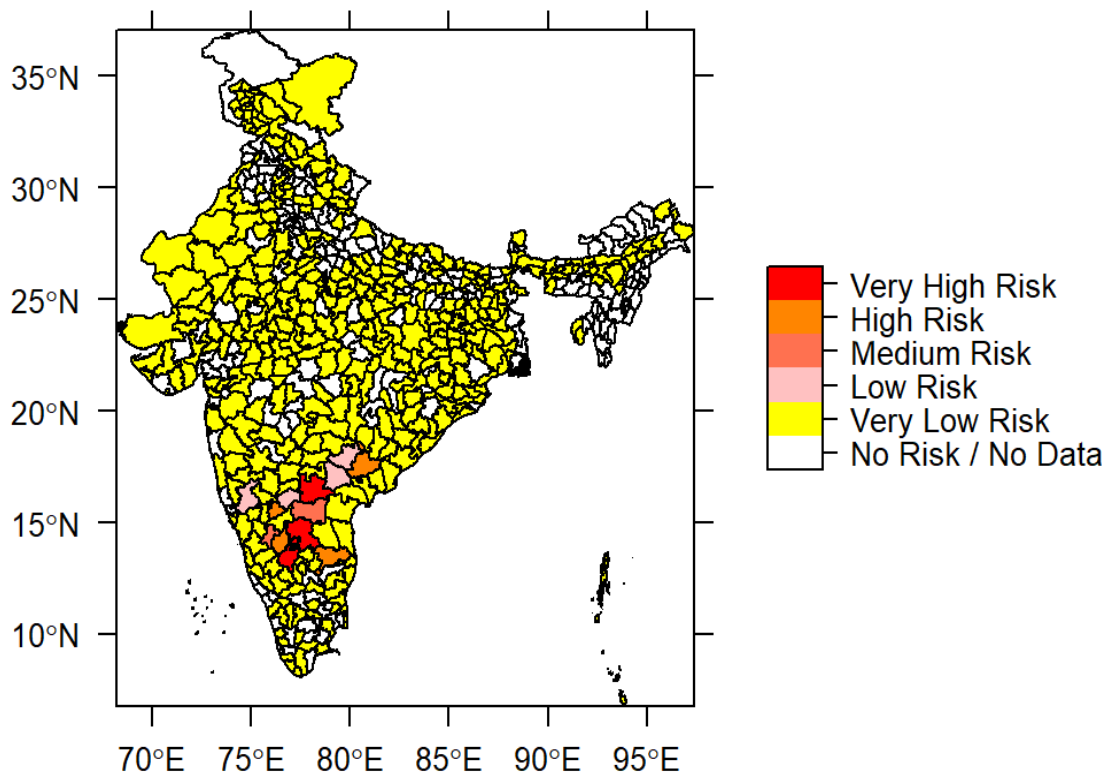 35°N
30°N
25°N
20°N
15°N
10°N
70°E 75°E 80°E 85°E 90°E 95°E
Very High Risk
High Risk
Medium Risk
Low Risk
Very Low Risk
No Risk / No Data